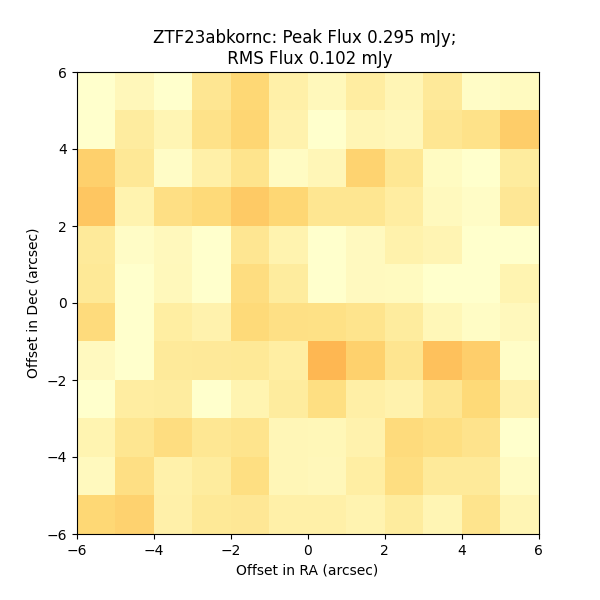 ZTF23abkornc: Peak Flux 0.295 mJy;
RMS Flux 0.102 mJy
6
4
2
0
−2
−4
−6
Offset in Dec (arcsec)
−6 −4 −2 0 2 4 6
Offset in RA (arcsec)